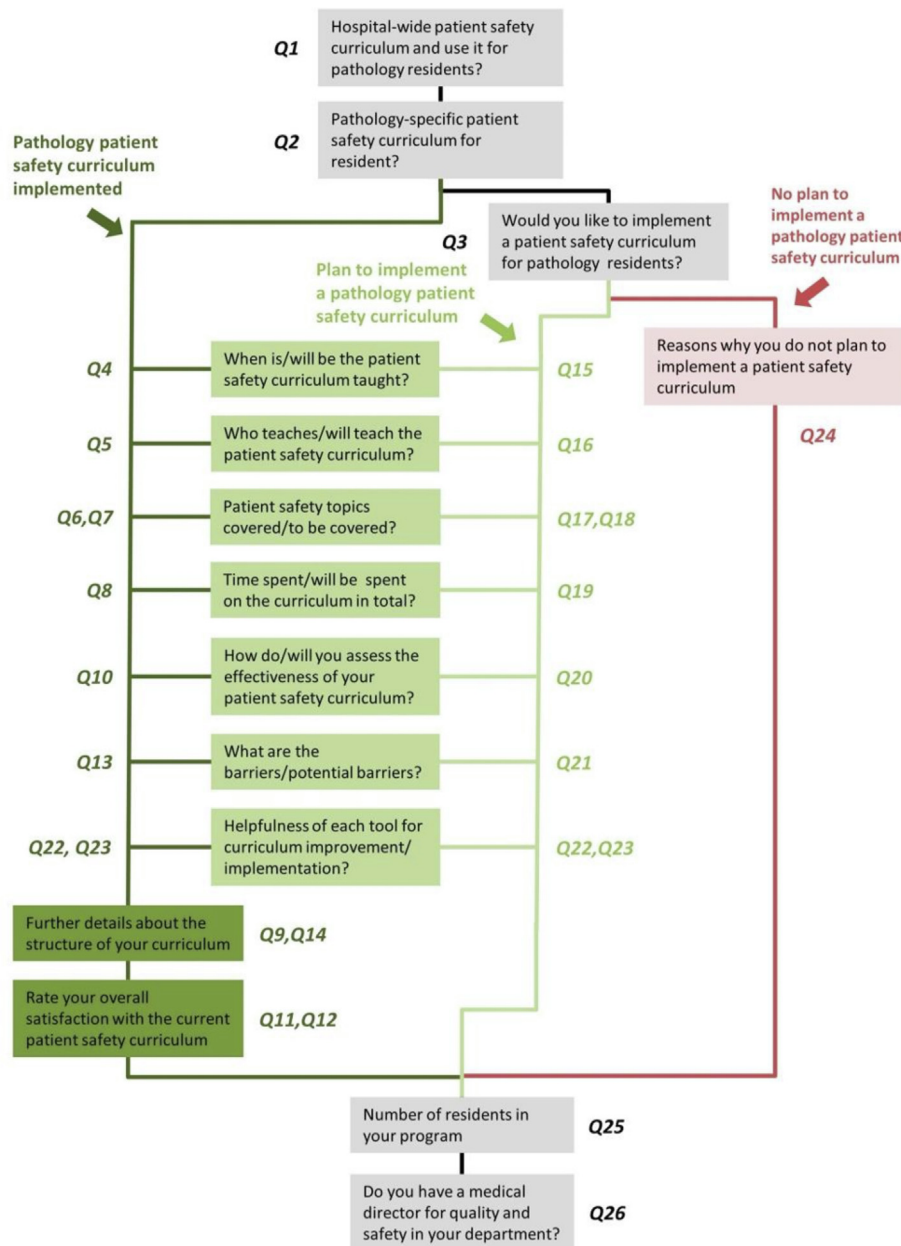 Q1
Hospital-wide patient safety
curriculum and use it for
pathology residents?
Q2
Pathology-specific patient
safety curriculum for
resident?
Pathology patient
safety curriculum
implemented
Q3
Would you like to implement
a patient safety curriculum
for pathology residents?
No plan to
implement a
pathology patient
safety curriculum
Plan to implement
a pathology patient
safety curriculum
Reasons why you do not plan to
implement a patient safety
curriculum
Q24
Q4
When is/will be the patient
safety curriculum taught?
Q15
Q5
Who teaches/will teach the
patient safety curriculum?
Q16
Q6,Q7
Patient safety topics
covered/to be covered?
Q17,Q18
Q8
Time spent/will be spent
on the curriculum in total?
Q19
Q10
How do/will you assess the
effectiveness of your
patient safety curriculum?
Q20
Q13
What are the
barriers/potential barriers?
Q21
Q22, Q23
Helpfulness of each tool for
curriculum improvement/
implementation?
Q22,Q23
Further details about the
structure of your curriculum
Q9,Q14
Rate your overall
satisfaction with the current
patient safety curriculum
Q11,Q12
Number of residents in
your program
Q25
Do you have a medical
director for quality and
safety in your department?
Q26